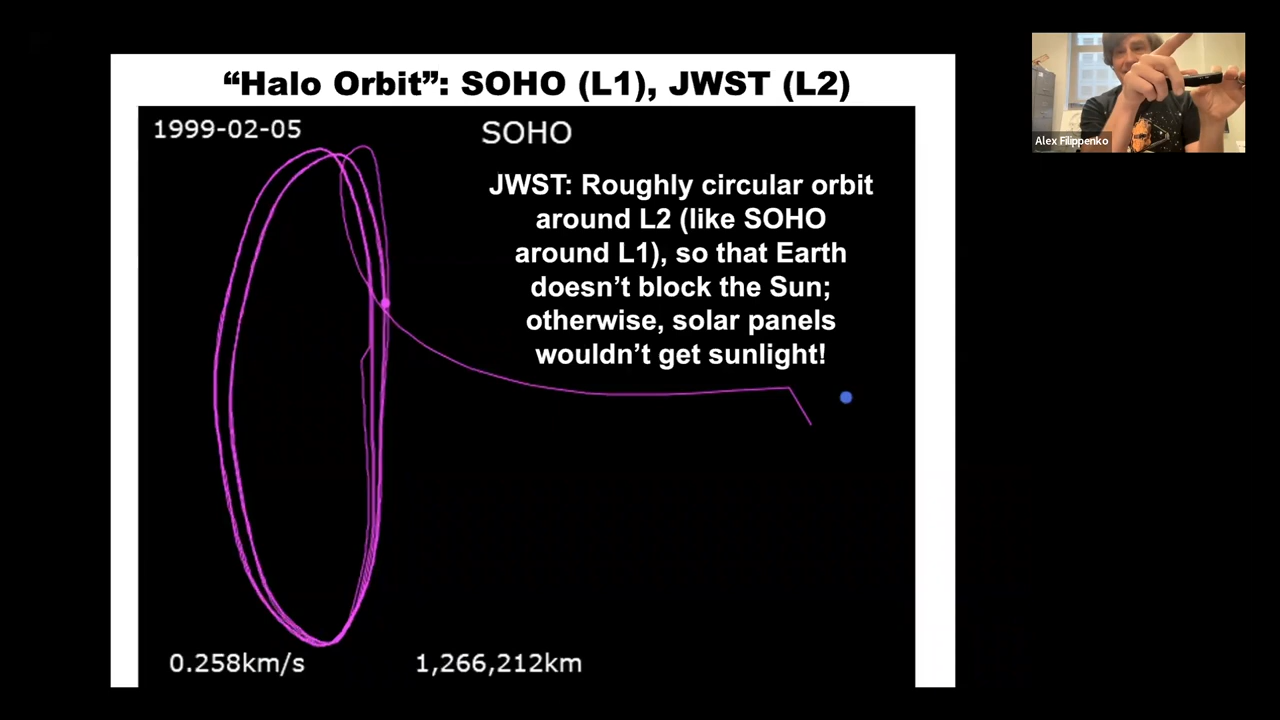 “Halo Orbit”: SOHO (L1), JWST (L2)
1999-02-05
SOHO
JWST: Roughly circular orbit
around L2 (like SOHO
around L1), so that Earth
doesn’t block the Sun;
otherwise, solar panels
wouldn’t get sunlight!
0.258km/s
1,266,212km
Alex Filippenko